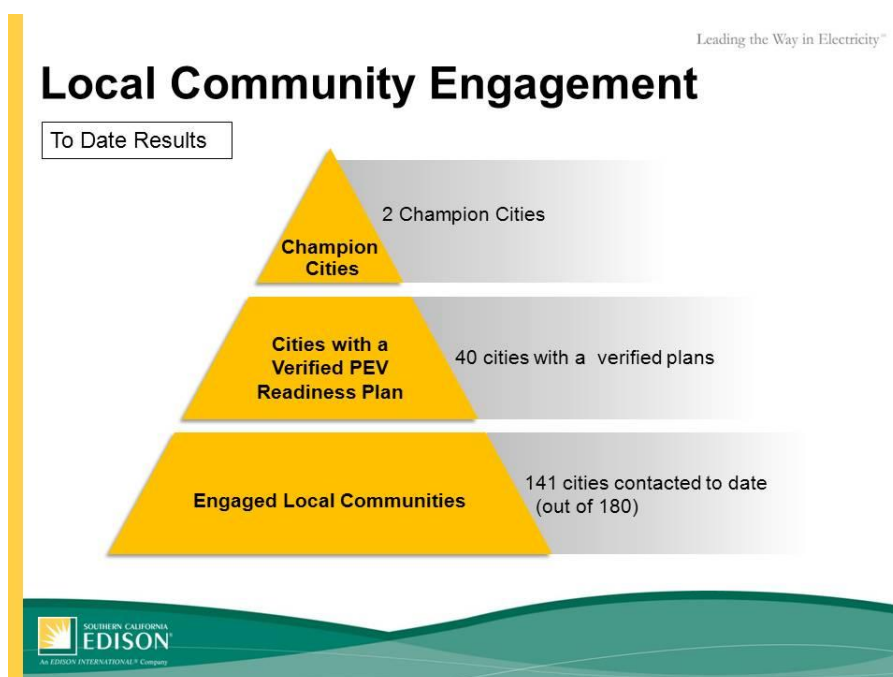 Leading the Way in Electricity℠
Local Community Engagement
To Date Results
2 Champion Cities
Champion
Cities
Cities with a
Verified PEV
Readiness Plan
40 cities with a verified plans
Engaged Local Communities
141 cities contacted to date
(out of 180)
SOUTHERN CALIFORNIA
EDISON®
An EDISON INTERNATIONAL® Company